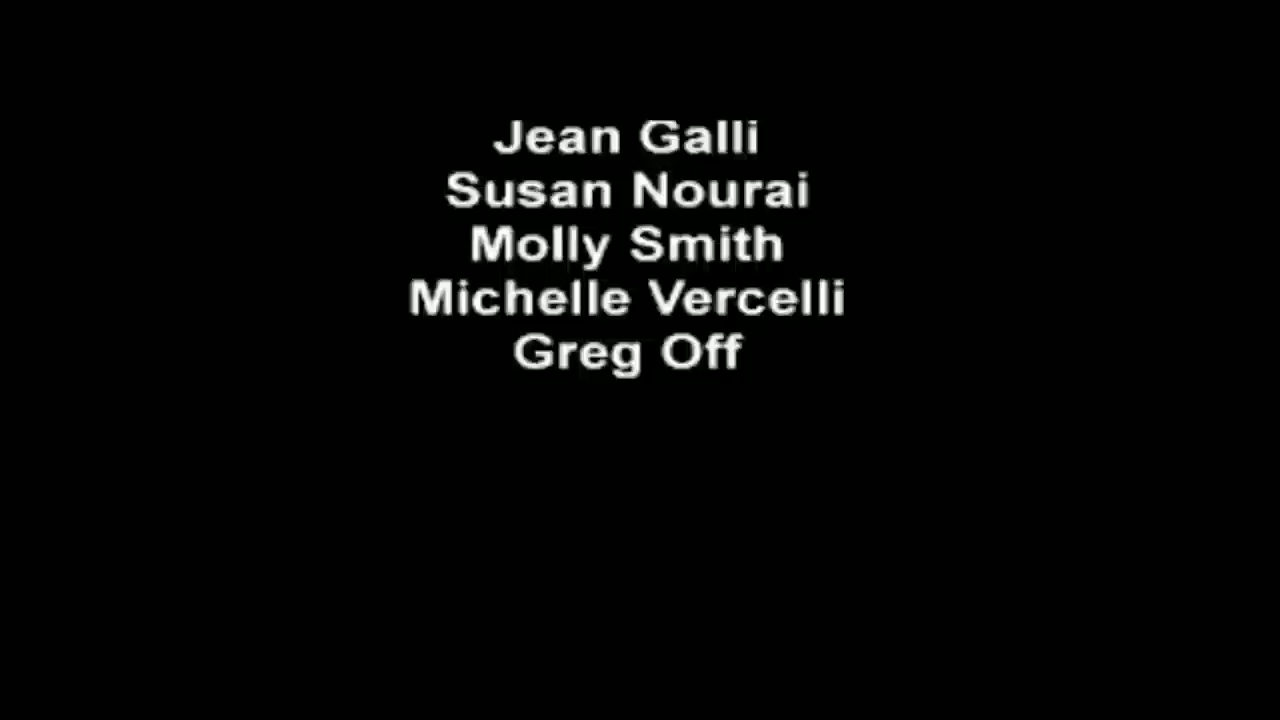 Jean Galli
Susan Nourai
Molly Smith
Michelle Vercelli
Greg Off